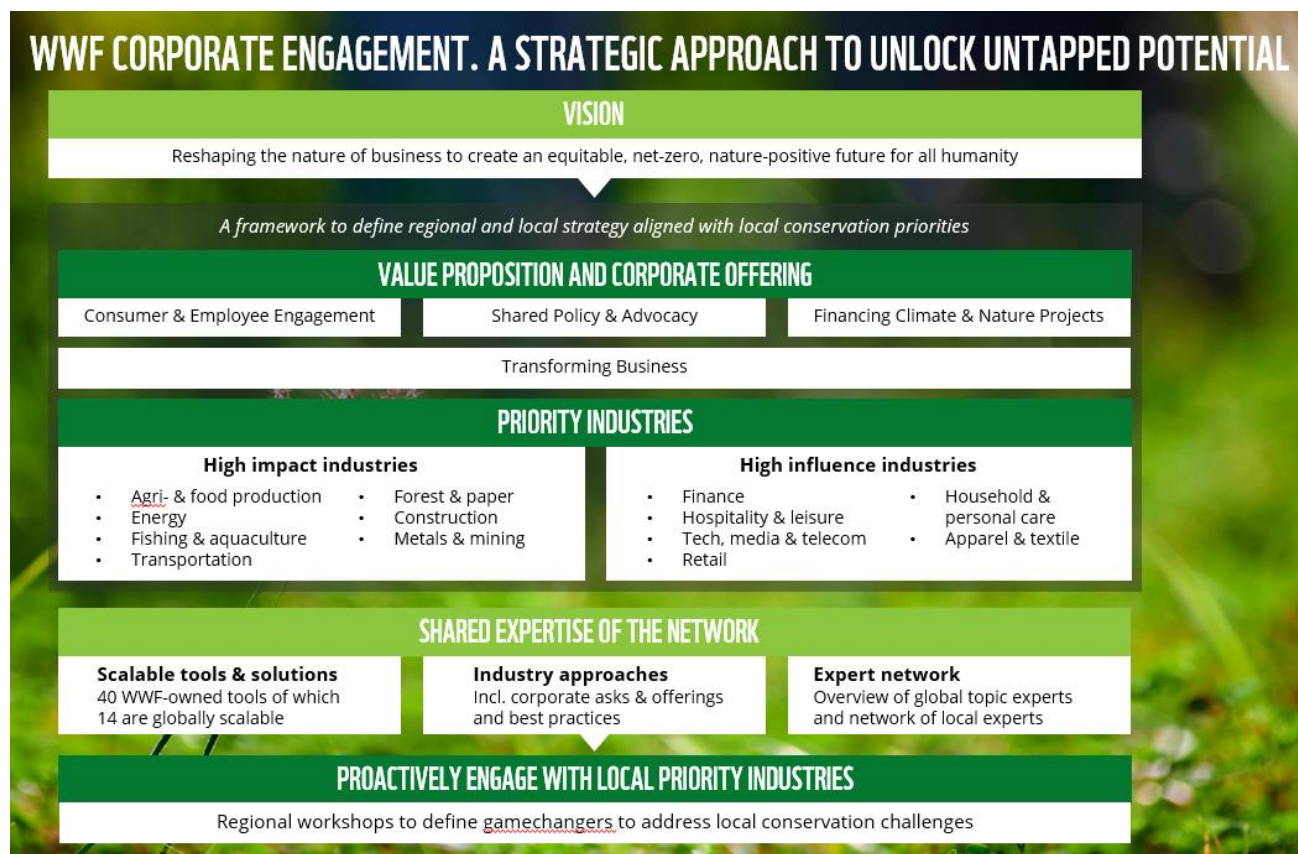 WWF CORPORATE ENGAGEMENT. A STRATEGIC APPROACH TO UNLOCK UNTAPPED POTENTIAL
VISION
Reshaping the nature of business to create an equitable, net-zero, nature-positive future for all humanity
A framework to define regional and local strategy aligned with local conservation priorities
VALUE PROPOSITION AND CORPORATE OFFERING
Consumer & Employee Engagement
Shared Policy & Advocacy
Financing Climate & Nature Projects
Transforming Business
PRIORITY INDUSTRIES
High impact industries
• Agri- & food production
• Energy
• Fishing & aquaculture
• Transportation
• Forest & paper
• Construction
• Metals & mining
High influence industries
• Finance
• Hospitality & leisure
• Tech, media & telecom
• Retail
• Household &
personal care
• Apparel & textile
SHARED EXPERTISE OF THE NETWORK
Scalable tools & solutions
40 WWF-owned tools of which
14 are globally scalable
Industry approaches
Incl. corporate asks & offerings
and best practices
Expert network
Overview of global topic experts
and network of local experts
PROACTIVELY ENGAGE WITH LOCAL PRIORITY INDUSTRIES
Regional workshops to define gamechangers to address local conservation challenges